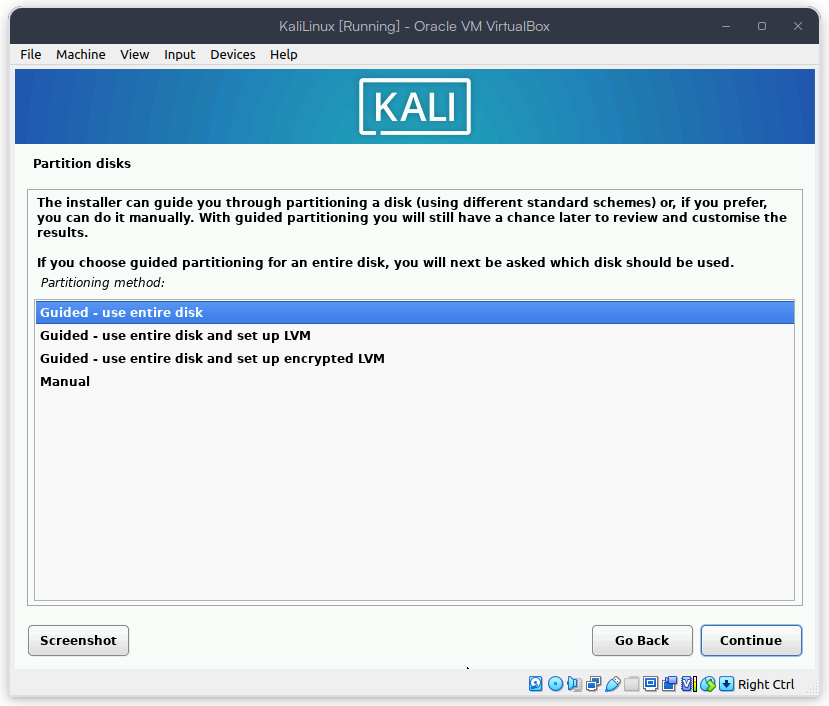 KaliLinux [Running] - Oracle VM VirtualBox
File Machine View Input Devices Help
KALI
Partition disks
The installer can guide you through partitioning a disk (using different standard schemes) or, if you prefer,
you can do it manually. With guided partitioning you will still have a chance later to review and customise the
results.
If you choose guided partitioning for an entire disk, you will next be asked which disk should be used.
Partitioning method:
Guided - use entire disk
Guided - use entire disk and set up LVM
Guided - use entire disk and set up encrypted LVM
Manual
Screenshot
Go Back
Continue
Right Ctrl